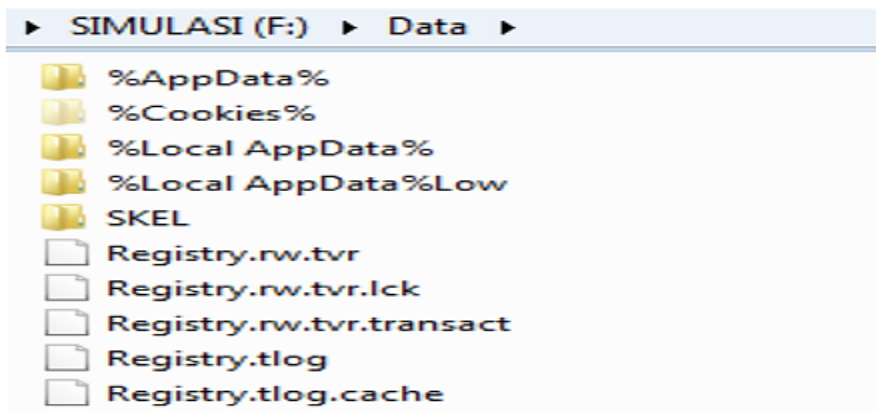 SIMULASI (F:) Data
%AppData%
%Cookies%
%Local AppData%
%Local AppData%Low
SKEL
Registry.rw.tvr
Registry.rw.tvr.lck
Registry.rw.tvr.transact
Registry.tlog
Registry.tlog.cache